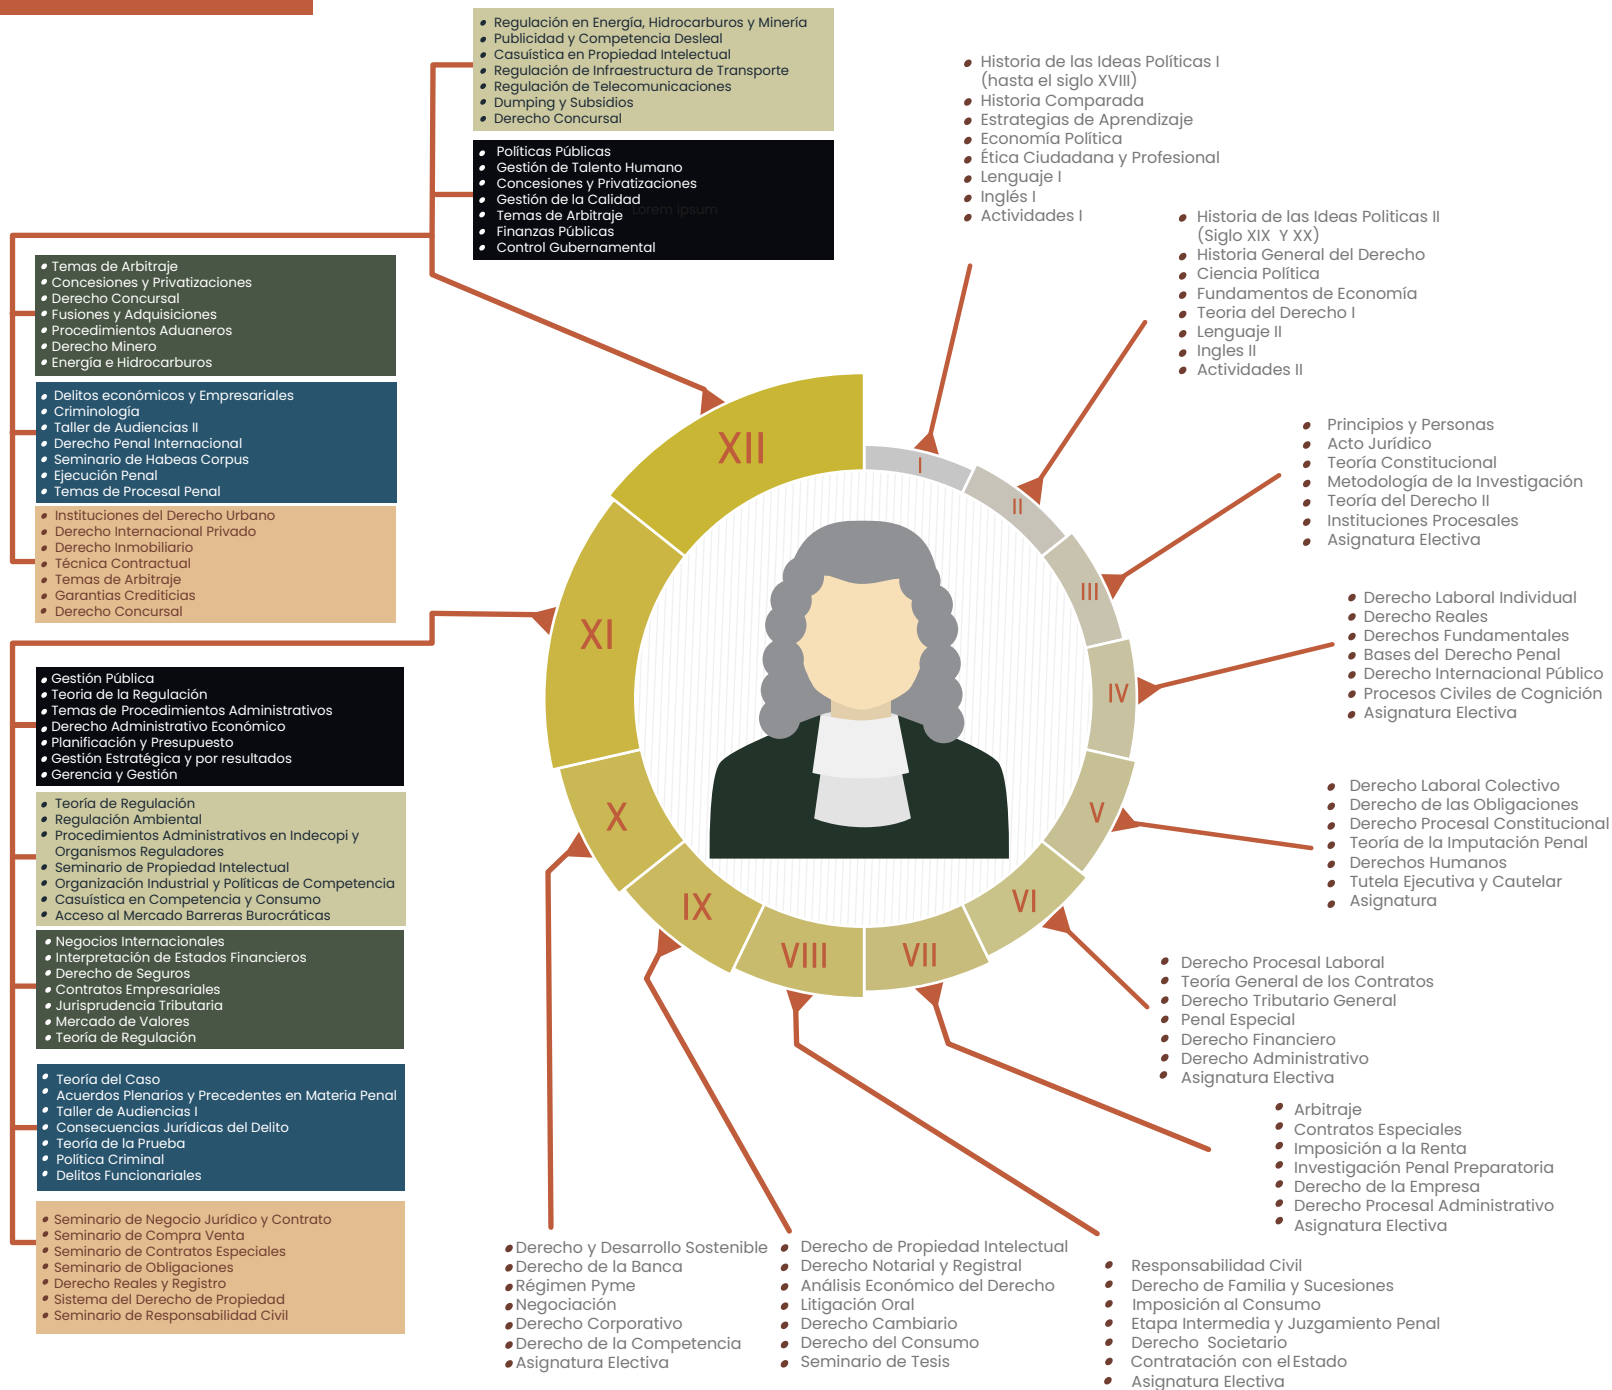 Regulación en Energía, Hidrocarburos y Minería
Publicidad y Competencia Desleal
Casuística en Propiedad Intelectual
Regulación de Infraestructura de Transporte
Regulación de Telecomunicaciones
Dumping y Subsidios
Derecho Concursal
Políticas Públicas
Gestión de Talento Humano
Concesiones y Privatizaciones
Gestión de la Calidad
Lorem ipsum
Temas de Arbitraje
Finanzas Públicas
Control Gubernamental
Temas de Arbitraje
Concesiones y Privatizaciones
Derecho Concursal
Fusiones y Adquisiciones
Procedimientos Aduaneros
Derecho Minero
Energía e Hidrocarburos
Delitos económicos y Empresariales
Criminología
Taller de Audiencias II
Derecho Penal Internacional
Seminario de Habeas Corpus
Ejecución Penal
Temas de Procesal Penal
Instituciones del Derecho Urbano
Derecho Internacional Privado
Derecho Inmobiliario
Técnica Contractual
Temas de Arbitraje
Garantias Crediticias
Derecho Concursal
Gestión Pública
Teoria de la Regulación
Temas de Procedimientos Administrativos
Derecho Administrativo Económico
Planificación y Presupuesto
Gestión Estratégica y por resultados
Gerencia y Gestión
Teoría de Regulación
Regulación Ambiental
Procedimientos Administrativos en Indecopi y
Organismos Reguladores
Seminario de Propiedad Intelectual
Organización Industrial y Políticas de Competencia
Casuística en Competencia y Consumo
Acceso al Mercado Barreras Burocráticas
Negocios Internacionales
Interpretación de Estados Financieros
Derecho de Seguros
Contratos Empresariales
Jurisprudencia Tributaria
Mercado de Valores
Teoría de Regulación
Teoría del Caso
Acuerdos Plenarios y Precedentes en Materia Penal
Taller de Audiencias I
Consecuencias Jurídicas del Delito
Teoría de la Prueba
Política Criminal
Delitos Funcionariales
Seminario de Negocio Jurídico y Contrato
Seminario de Compra Venta
Seminario de Contratos Especiales
Seminario de Obligaciones
Derecho Reales y Registro
Sistema del Derecho de Propiedad
Seminario de Responsabilidad Civil
Historia de las Ideas Políticas I
(hasta el siglo XVIII)
Historia Comparada
Estrategias de Aprendizaje
Economía Política
Ética Ciudadana y Profesional
Lenguaje I
Inglés I
Actividades I
Historia de las Ideas Politicas II
(Siglo XIX Y XX)
Historia General del Derecho
Ciencia Política
Fundamentos de Economía
Teoria del Derecho I
Lenguaje II
Ingles II
Actividades II
Principios y Personas
Acto Jurídico
Teoría Constitucional
Metodología de la Investigación
Teoría del Derecho II
Instituciones Procesales
Asignatura Electiva
Derecho Laboral Individual
Derecho Reales
Derechos Fundamentales
Bases del Derecho Penal
Derecho Internacional Público
Procesos Civiles de Cognición
Asignatura Electiva
Derecho Laboral Colectivo
Derecho de las Obligaciones
Derecho Procesal Constitucional
Teoría de la Imputación Penal
Derechos Humanos
Tutela Ejecutiva y Cautelar
Asignatura
Derecho Procesal Laboral
Teoría General de los Contratos
Derecho Tributario General
Penal Especial
Derecho Financiero
Derecho Administrativo
Asignatura Electiva
Arbitraje
Contratos Especiales
Imposición a la Renta
Investigación Penal Preparatoria
Derecho de la Empresa
Derecho Procesal Administrativo
Asignatura Electiva
Responsabilidad Civil
Derecho de Familia y Sucesiones
Imposición al Consumo
Etapa Intermedia y Juzgamiento Penal
Derecho Societario
Contratación con el Estado
Asignatura Electiva
Derecho de Propiedad Intelectual
Derecho Notarial y Registral
Análisis Económico del Derecho
Litigación Oral
Derecho Cambiario
Derecho del Consumo
Seminario de Tesis
Derecho y Desarrollo Sostenible
Derecho de la Banca
Régimen Pyme
Negociación
Derecho Corporativo
Derecho de la Competencia
Asignatura Electiva
I
II
III
IV
V
VI
VII
VIII
IX
X
XI
XII